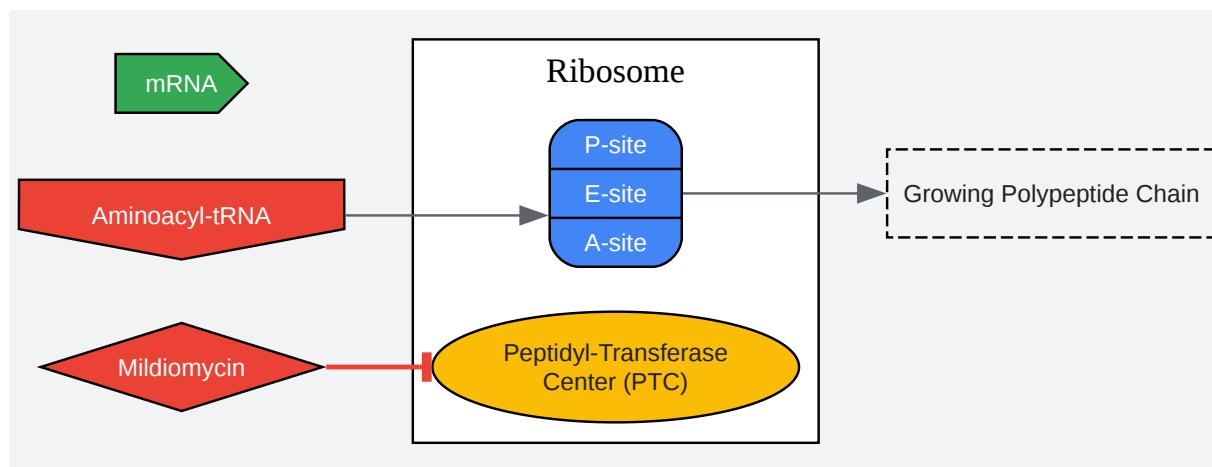 Ribosome
mRNA
P-site
E-site
A-site
Aminoacyl-tRNA
Growing Polypeptide Chain
Mildiomycin
Peptidyl-Transferase
Center (PTC)